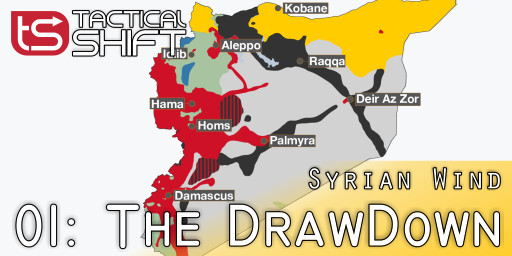 ts TACTICAL
SHIFT
Kobane
Aleppo
Idlib
Raqqa
Hama
Deir Az Zor
Homs
Palmyra
Damascus
Syrian Wind
01: The DrawDown